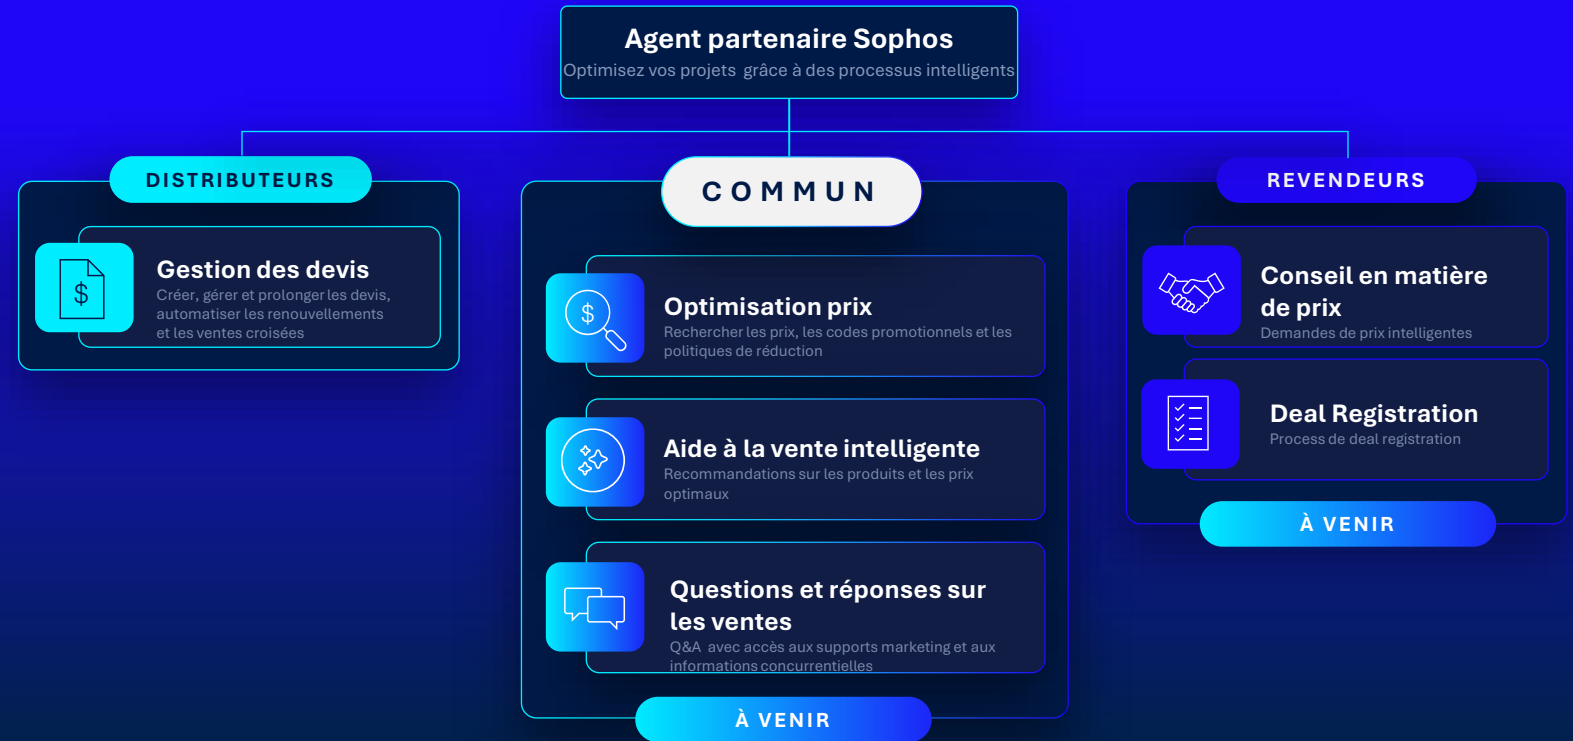 Agent partenaire Sophos
Optimisez vos projets grâce à des processus intelligents
DISTRIBUTEURS
$
Gestion des devis
Créer, gérer et prolonger les devis,
automatiser les renouvellements
et les ventes croisées
COMMUN
$
Optimisation prix
Rechercher les prix, les codes promotionnels et les
politiques de réduction
Aide à la vente intelligente
Recommandations sur les produits et les prix
optimaux
Questions et réponses sur
les ventes
Q&A avec accès aux supports marketing et aux
informations concurrentielles
À VENIR
REVENDEURS
Conseil en matière
de prix
Demandes de prix intelligentes
Deal Registration
Process de deal registration
À VENIR